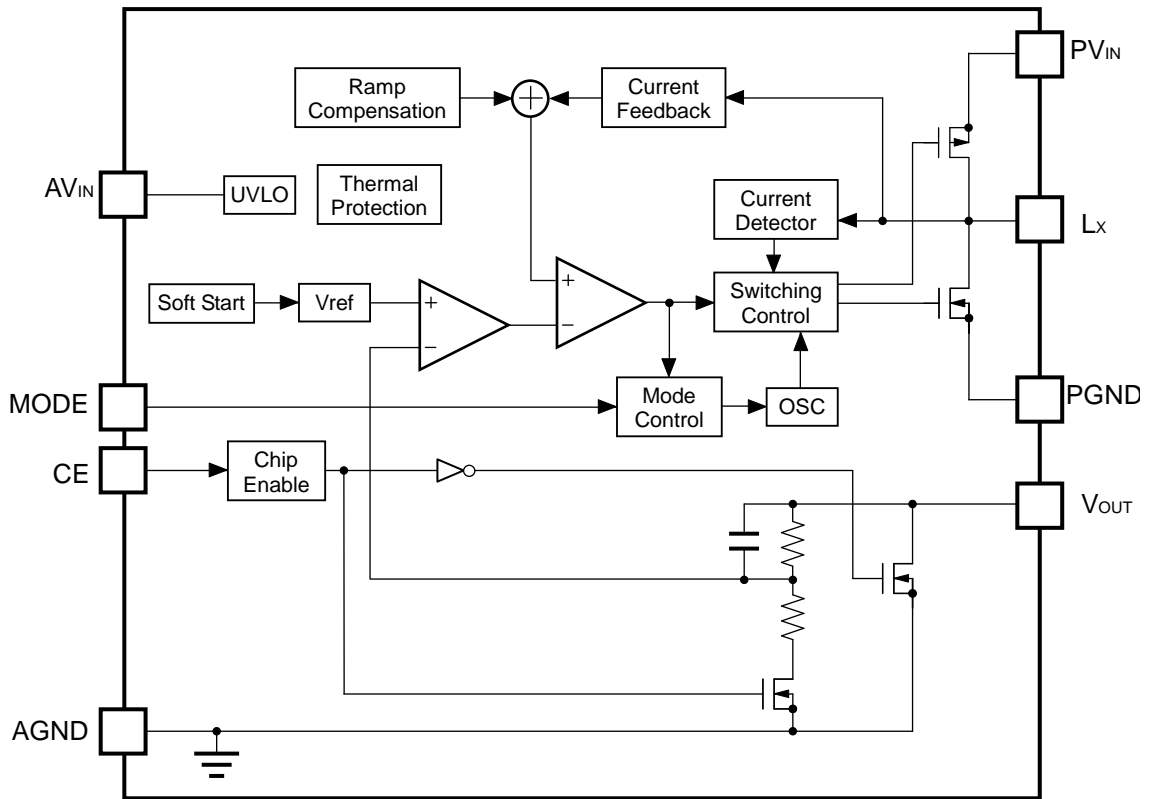 PVIN
Ramp
Compensation
+
Current
Feedback
AVIN
UVLO
Thermal
Protection
Current
Detector
LX
Soft Start
Vref
+
−
+
−
Switching
Control
MODE
Mode
Control
OSC
PGND
CE
Chip
Enable
VOUT
AGND